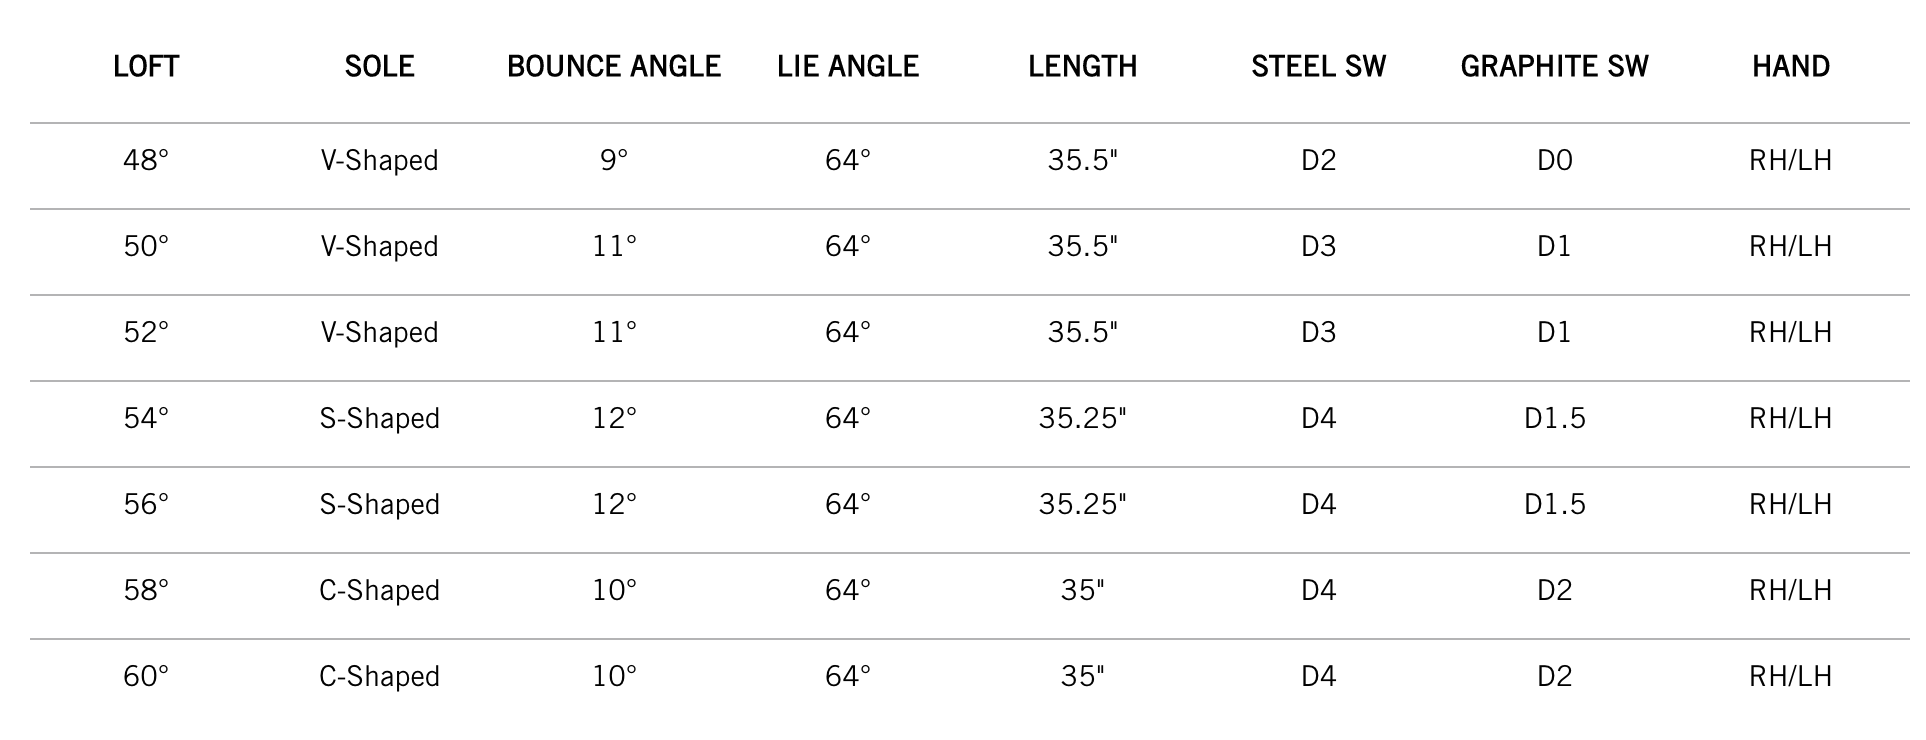 LOFT SOLE BOUNCE ANGLE LIE ANGLE LENGTH STEEL SW GRAPHITE SW HAND
48° V-Shaped 9° 64° 35.5" D2 D0 RH/LH
50° V-Shaped 11° 64° 35.5" D3 D1 RH/LH
52° V-Shaped 11° 64° 35.5" D3 D1 RH/LH
54° S-Shaped 12° 64° 35.25" D4 D1.5 RH/LH
56° S-Shaped 12° 64° 35.25" D4 D1.5 RH/LH
58° C-Shaped 10° 64° 35" D4 D2 RH/LH
60° C-Shaped 10° 64° 35" D4 D2 RH/LH